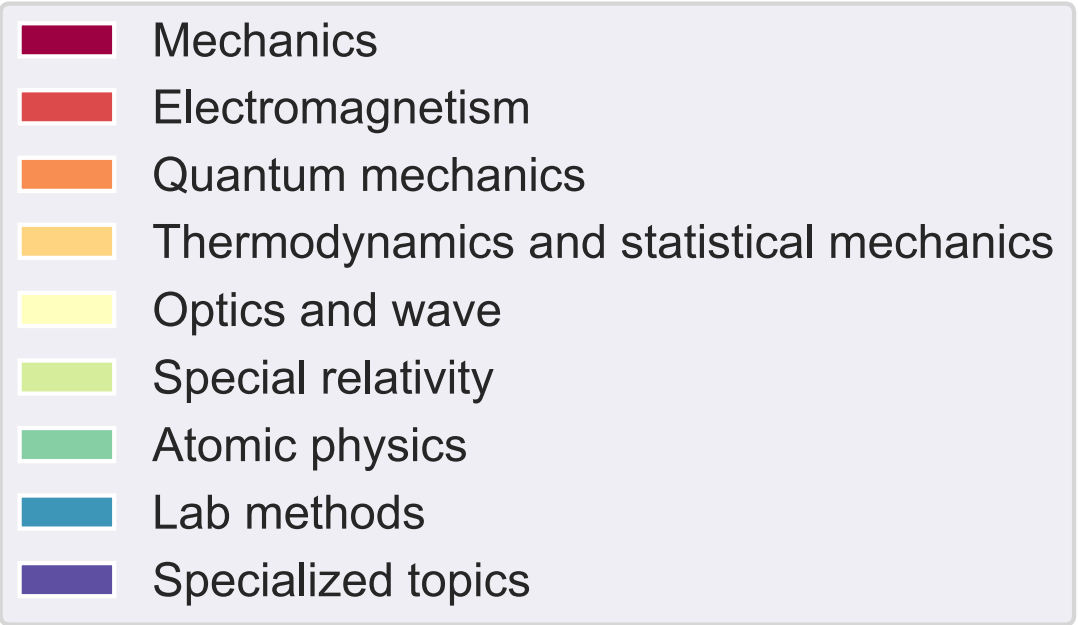 Mechanics
Electromagnetism
Quantum mechanics
Thermodynamics and statistical mechanics
Optics and wave
Special relativity
Atomic physics
Lab methods
Specialized topics